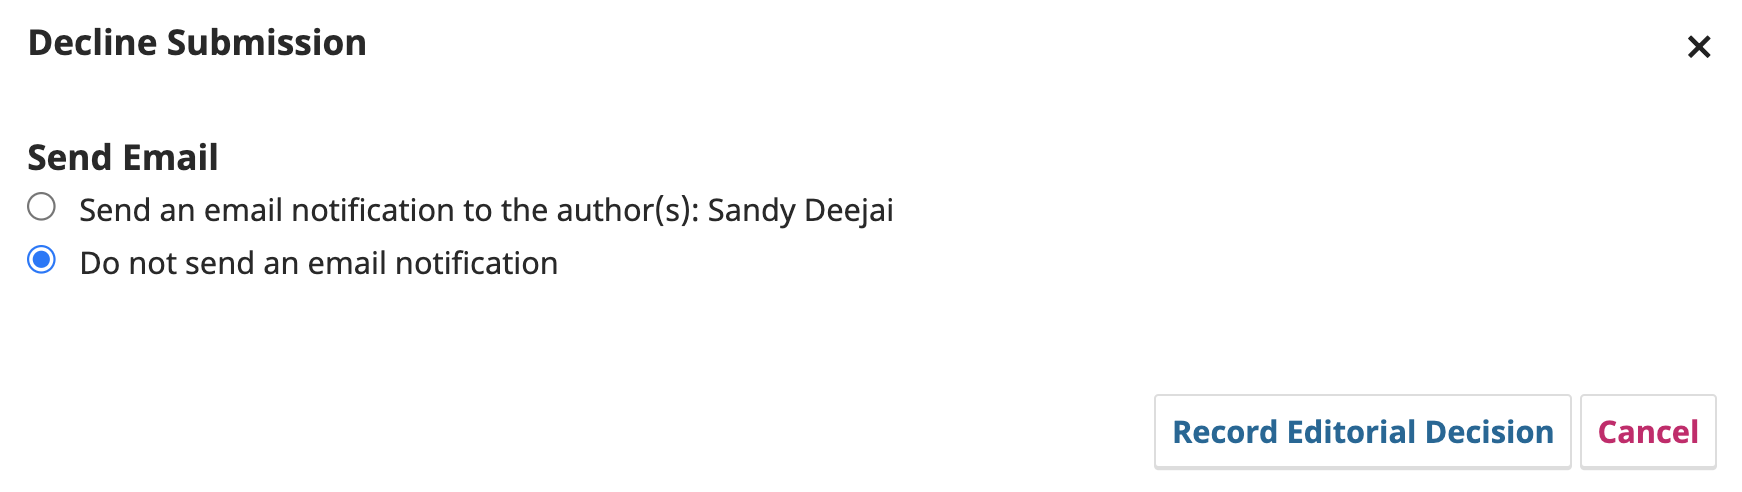 Decline Submission
Send Email
Send an email notification to the author(s): Sandy Deejai
Do not send an email notification
Record Editorial Decision
Cancel